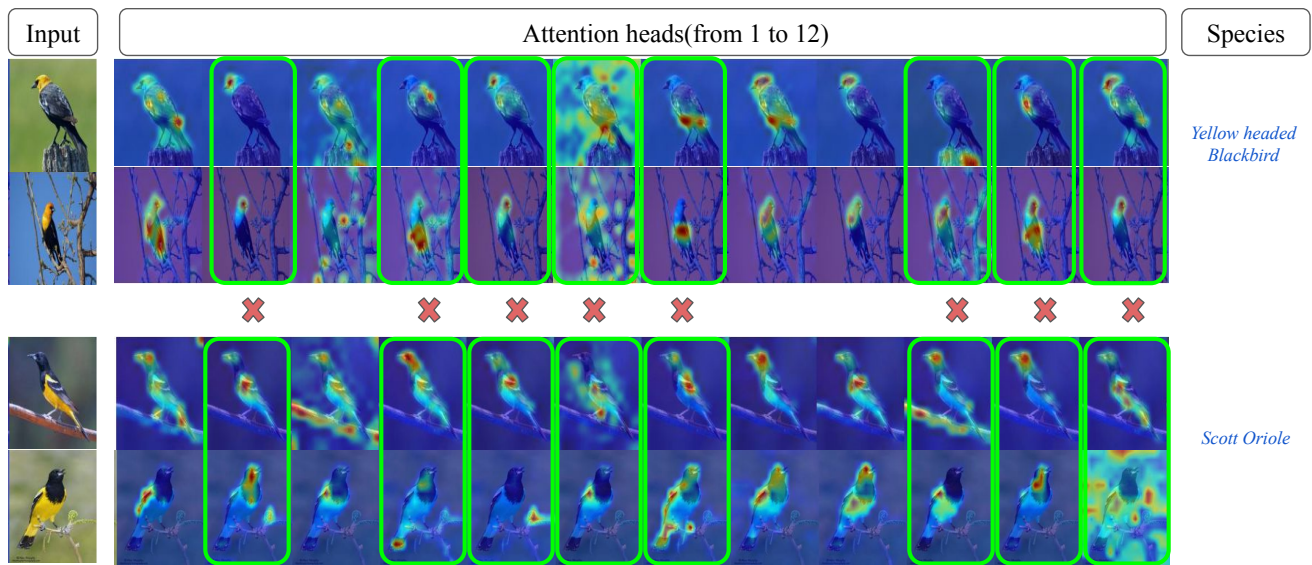 Input
Attention heads(from 1 to 12)
Species
Yellow headed
Blackbird
Scott Oriole